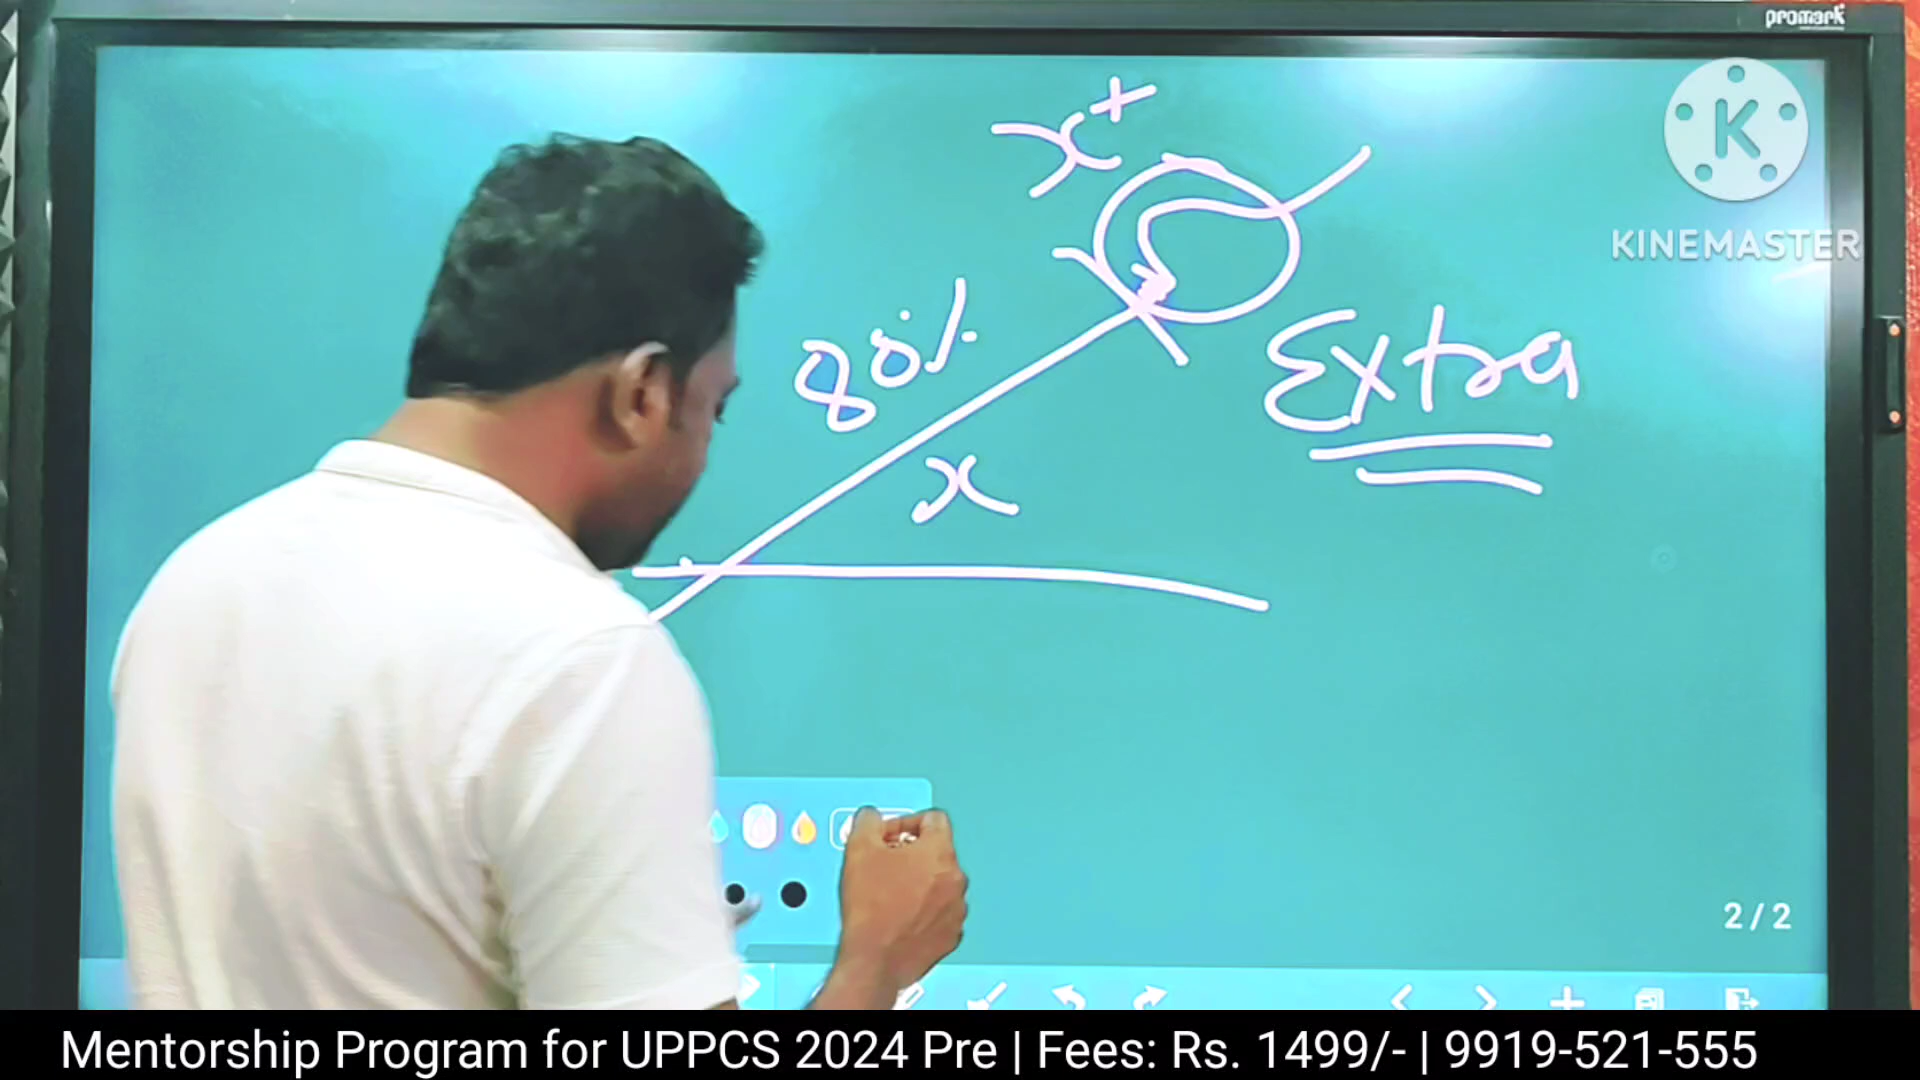 promark
x+
K
KINEMASTER
80%
Extra
x
2/2
Mentorship Program for UPPCS 2024 Pre | Fees: Rs. 1499/- | 9919-521-555